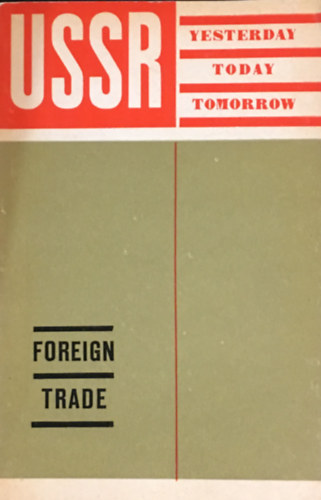 USSR
YESTERDAY
TODAY
TOMORROW
FOREIGN
TRADE